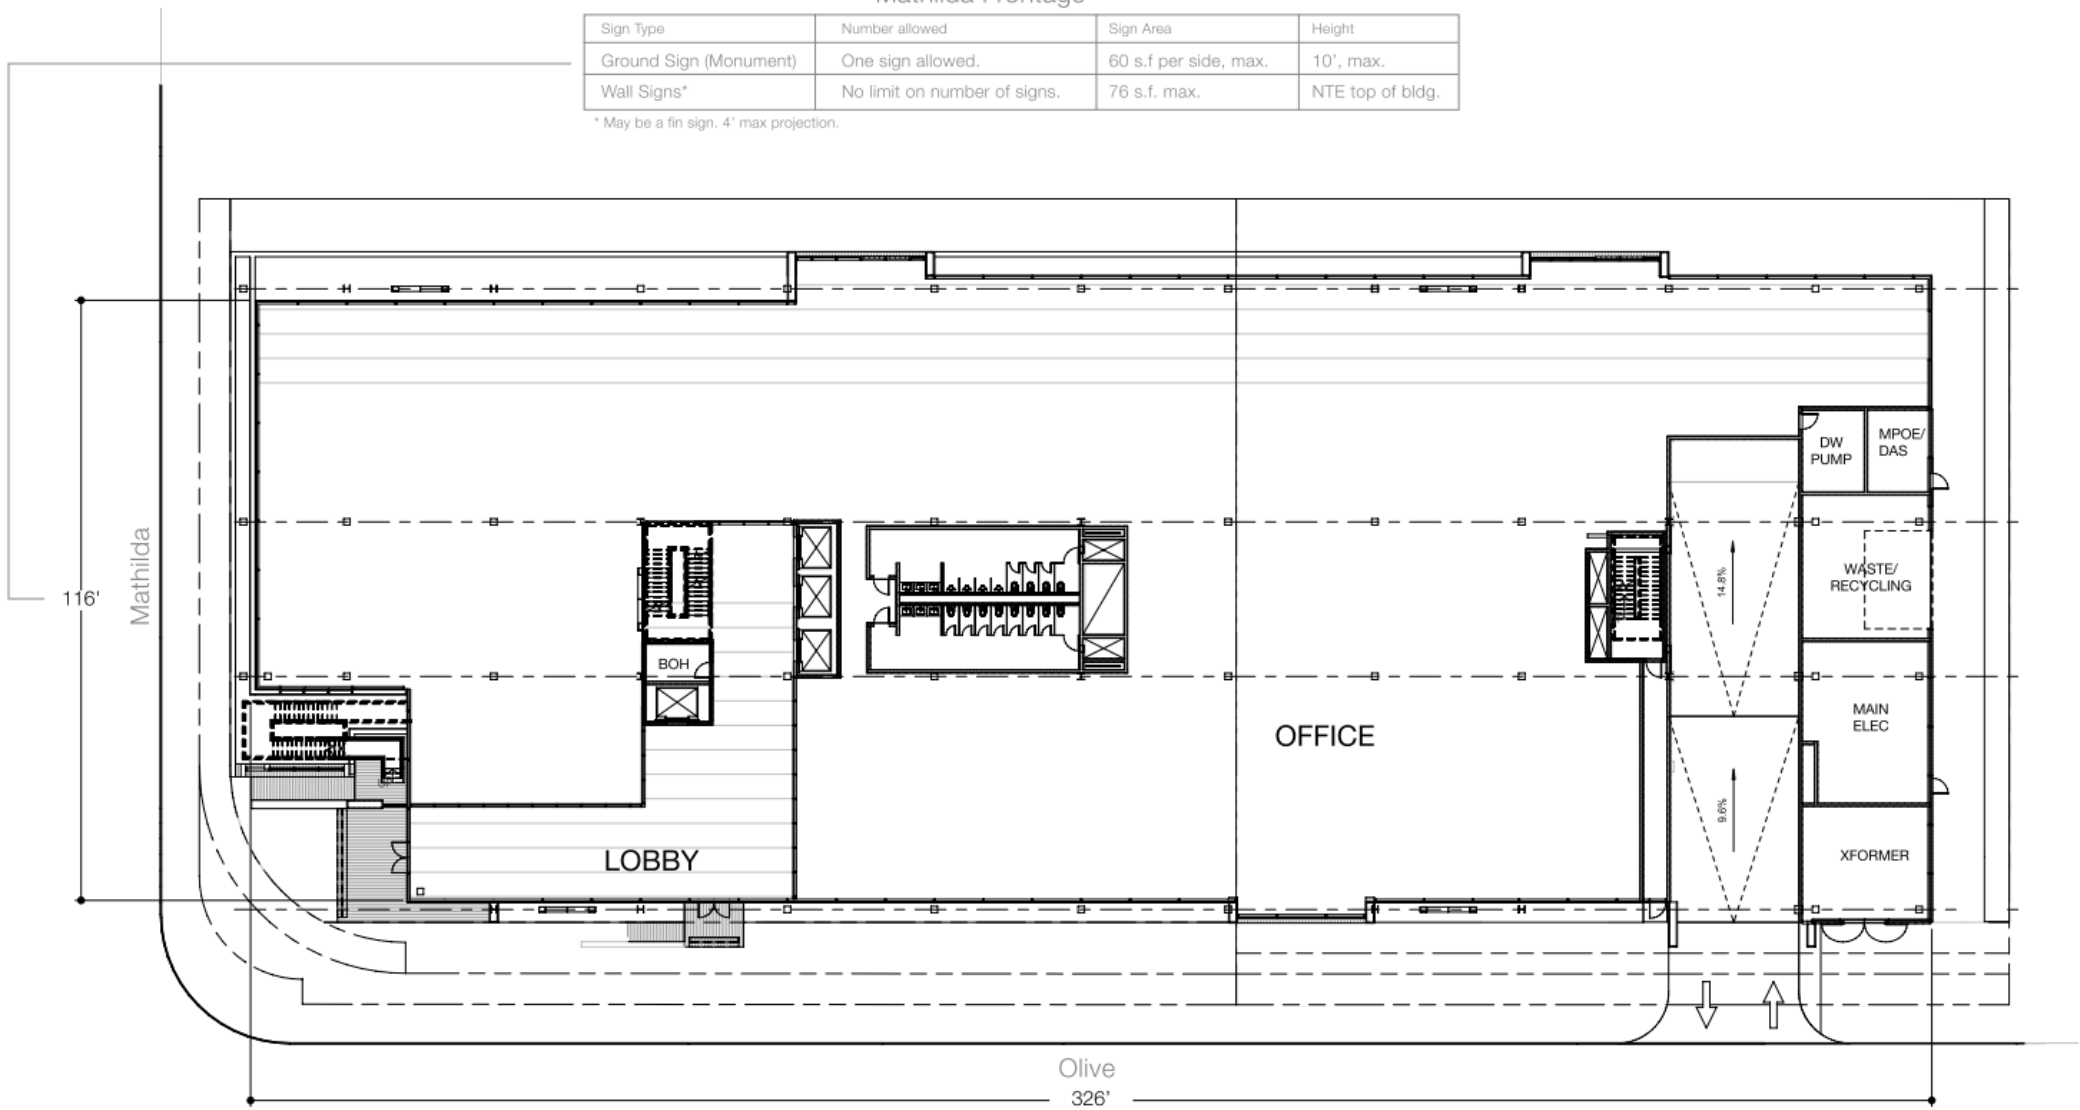 Mathilda Frontage
Sign Type Number allowed Sign Area Height
Ground Sign (Monument) One sign allowed. 60 s.f per side, max. 10', max.
Wall Signs* No limit on number of signs. 76 s.f. max. NTE top of bldg.
* May be a fin sign. 4' max projection.
DW
PUMP
MPOE/
DAS
Mathilda
116'
14.8%
WASTE/
RECYCLING
BOH
OFFICE
MAIN
ELEC
9.6%
LOBBY
XFORMER
Olive
326'